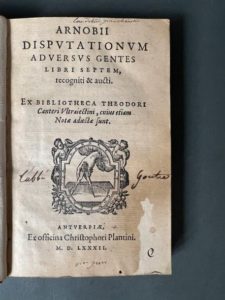 ARNOBII
DISPVTATIONVM
ADVERSVS GENTES
LIBRI SEPTEM,
recogniti & aucti.
EX BIBLIOTHECA THEODORI
Canteri Vltraiectini, cuius etiam
Notæ adiectæ sunt.
ANTVERPIÆ,
Ex officina Christophori Plantini.
M. D. LXXXII.